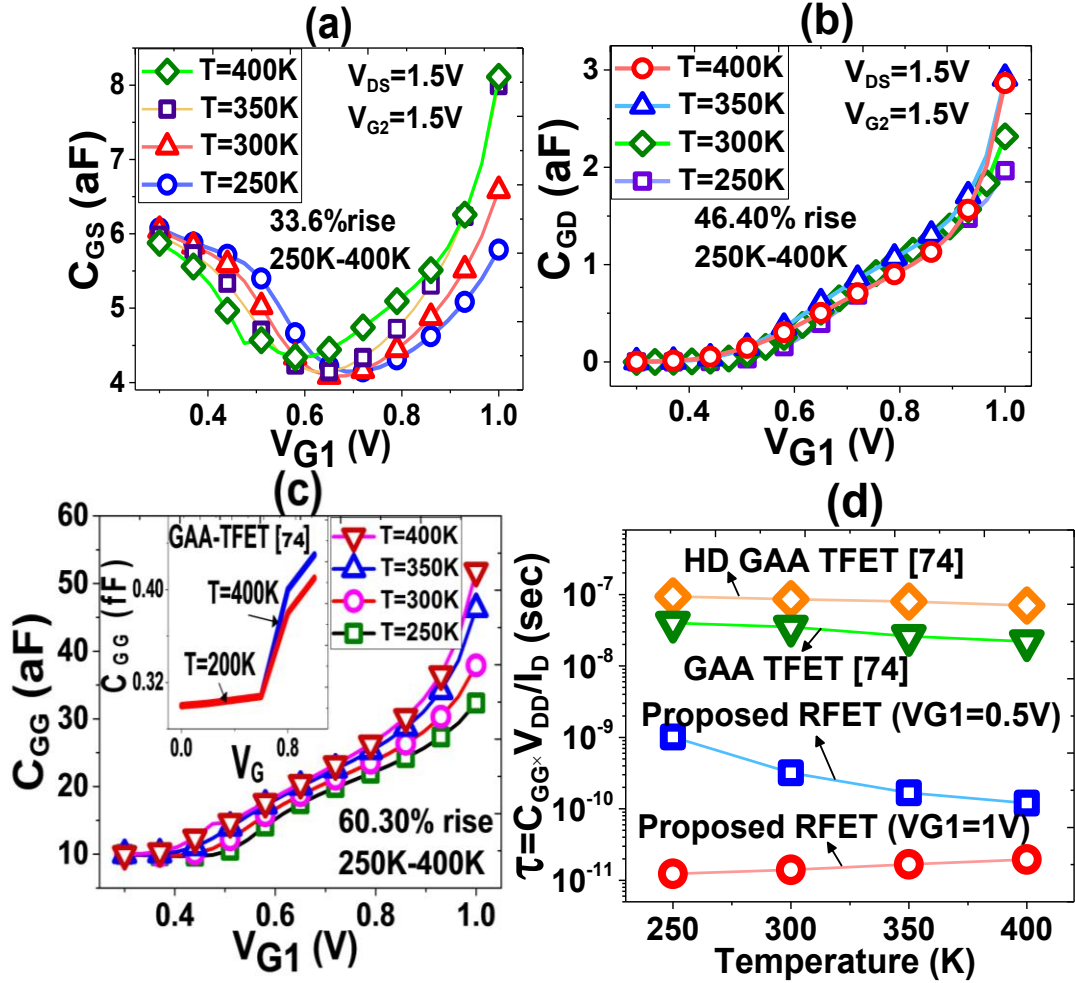 (a)
T=400K
T=350K
T=300K
T=250K
VDS=1.5V
VG2=1.5V
33.6%rise
250K-400K
CGS (aF)
8
7
6
5
4
0.4 0.6 0.8 1.0
VG1 (V)
(b)
T=400K
T=350K
T=300K
T=250K
VDS=1.5V
VG2=1.5V
46.40% rise
250K-400K
CGD (aF)
3
2
1
0
0.4 0.6 0.8 1.0
VG1 (V)
(c)
GAA-TFET [74]
T=400K
T=200K
CGG (fF)
0.40
0.32
0.0 0.8
VG
T=400K
T=350K
T=300K
T=250K
60.30% rise
250K-400K
CGG (aF)
60
50
40
30
20
10
0.4 0.6 0.8 1.0
VG1 (V)
(d)
HD GAA TFET [74]
GAA TFET [74]
Proposed RFET (VG1=0.5V)
Proposed RFET (VG1=1V)
τ=CGG×VDD/ID (sec)
10-7
10-8
10-9
10-10
10-11
250 300 350 400
Temperature (K)